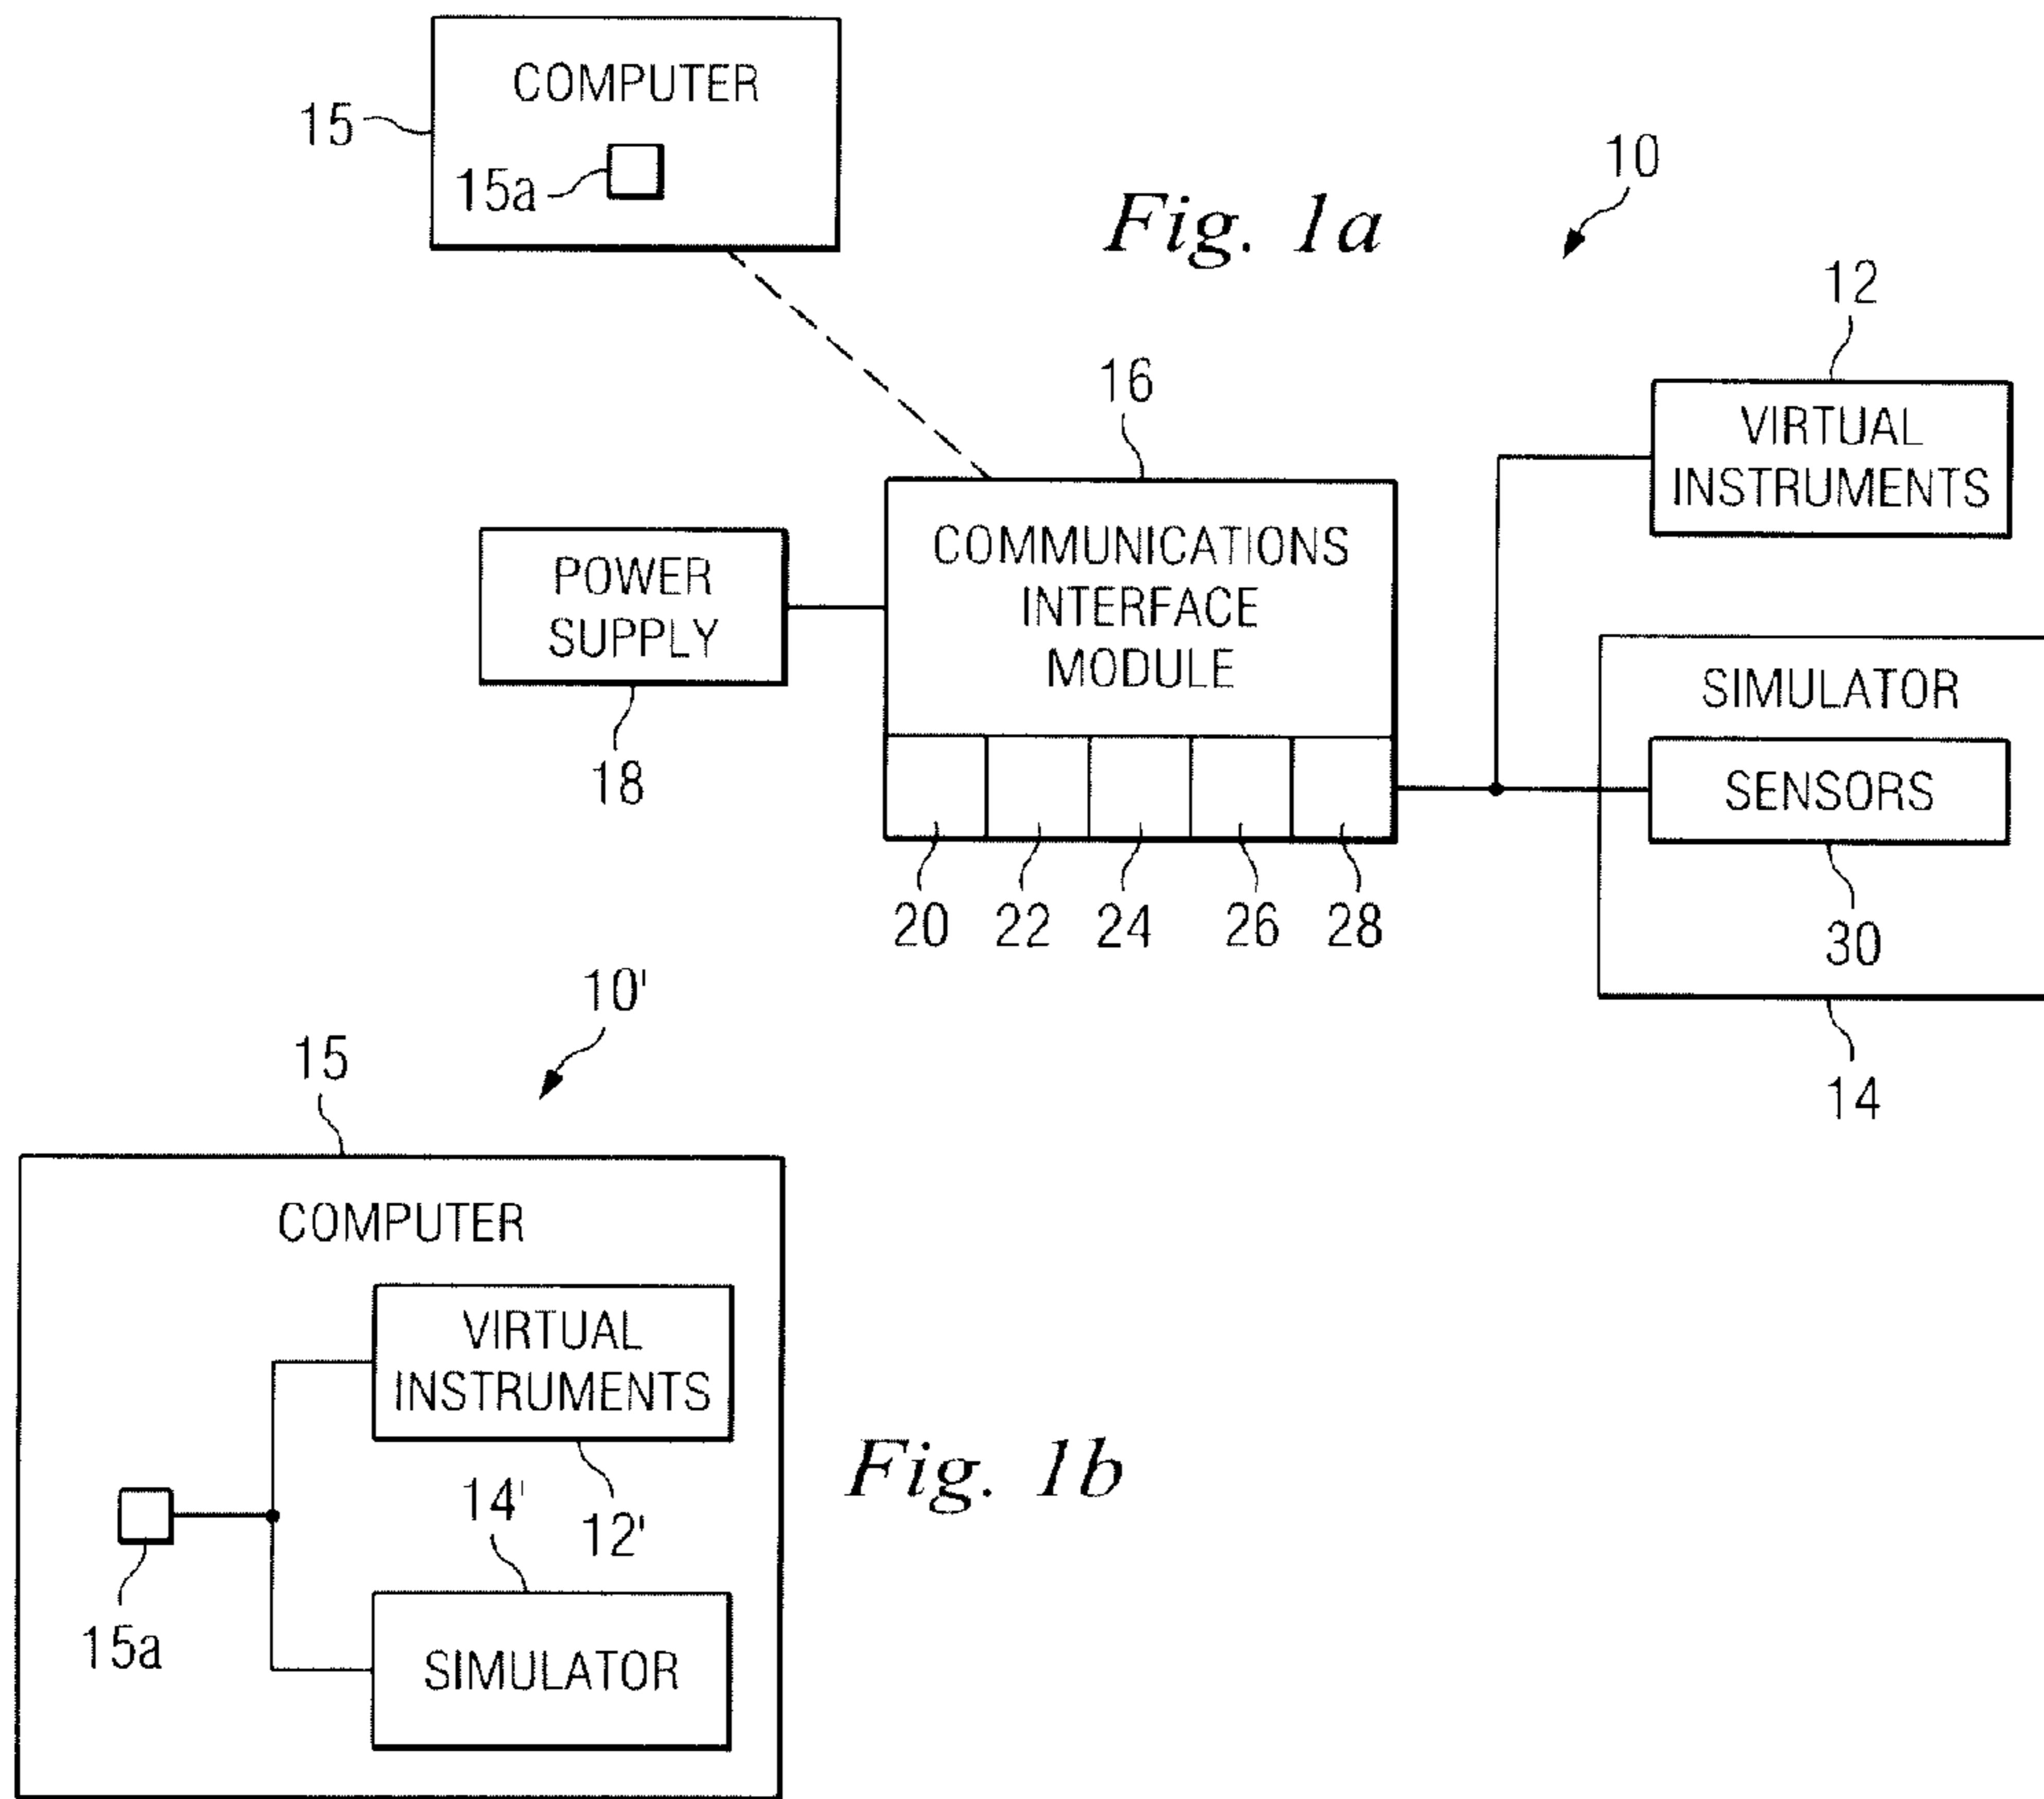 COMPUTER
15
15a
Fig. 1a
10
12
VIRTUAL
INSTRUMENTS
16
COMMUNICATIONS
INTERFACE
MODULE
POWER
SUPPLY
18
SIMULATOR
SENSORS
20 22 24 26 28
30
14
10'
15
COMPUTER
VIRTUAL
INSTRUMENTS
Fig. 1b
14'
12'
15a
SIMULATOR